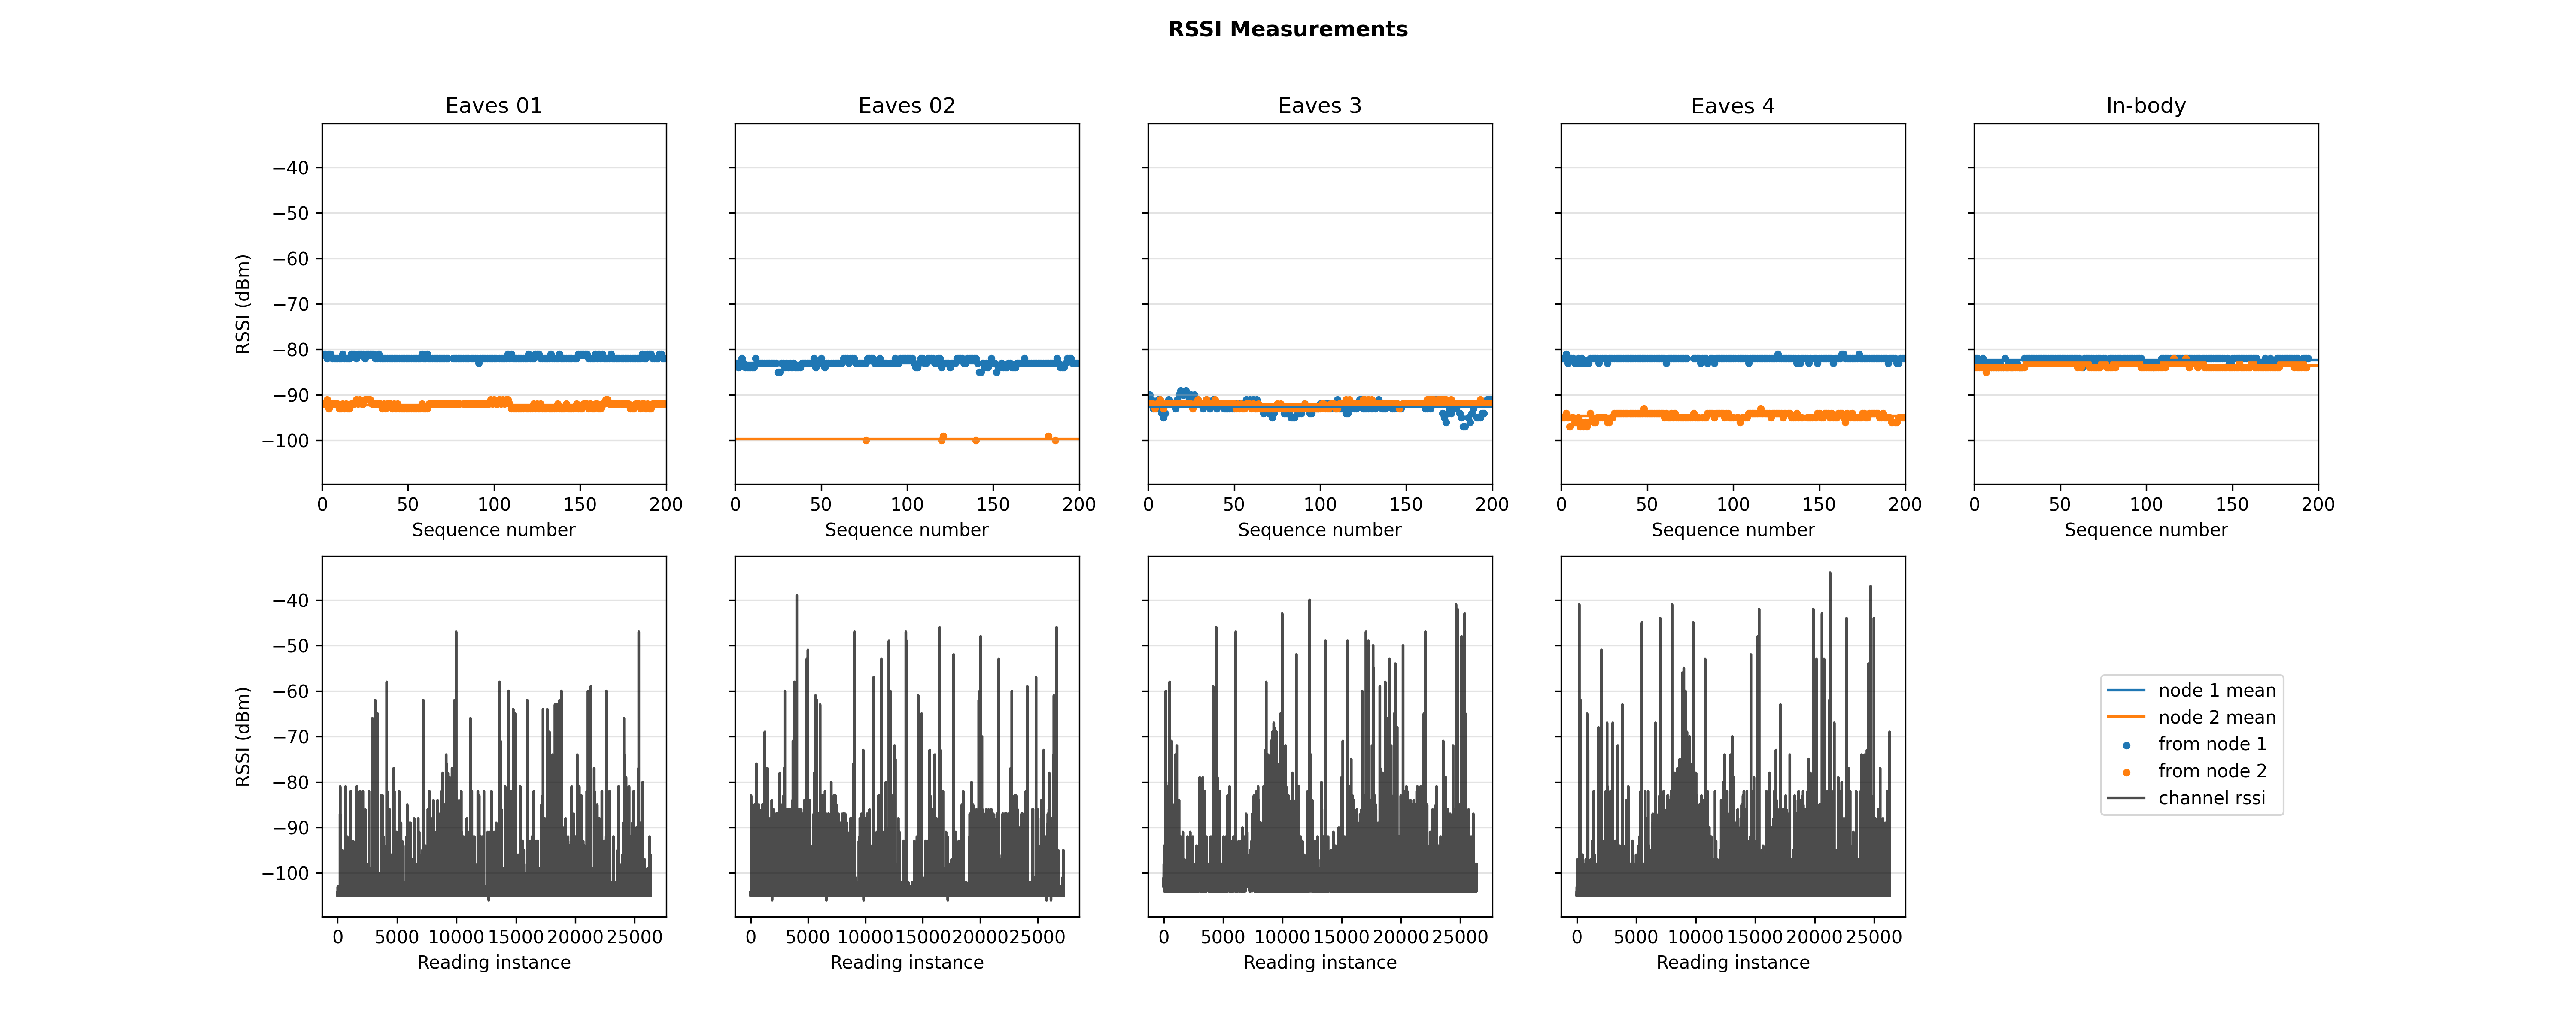 RSSI Measurements
Eaves 01
Eaves 02
Eaves 3
Eaves 4
In-body
RSSI (dBm)
−40
−50
−60
−70
−80
−90
−100
0 50 100 150 200
0 50 100 150 200
0 50 100 150 200
0 50 100 150 200
0 50 100 150 200
Sequence number
Sequence number
Sequence number
Sequence number
Sequence number
RSSI (dBm)
−40
−50
−60
−70
−80
−90
−100
0 5000 10000 15000 20000 25000
0 5000 10000 15000 20000 25000
0 5000 10000 15000 20000 25000
0 5000 10000 15000 20000 25000
Reading instance
Reading instance
Reading instance
Reading instance
node 1 mean
node 2 mean
from node 1
from node 2
channel rssi